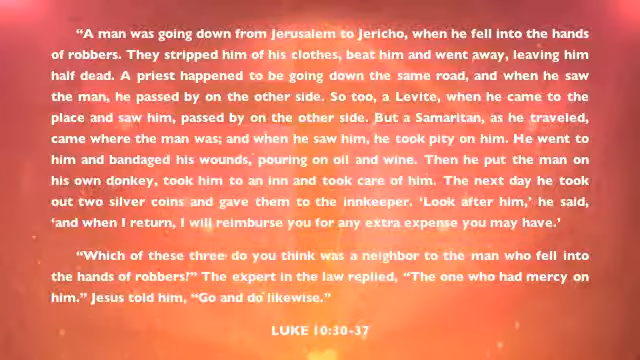 “A man was going down from Jerusalem to Jericho, when he fell into the hands
of robbers. They stripped him of his clothes, beat him and went away, leaving him
half dead. A priest happened to be going down the same road, and when he saw
the man, he passed by on the other side. So too, a Levite, when he came to the
place and saw him, passed by on the other side. But a Samaritan, as he traveled,
came where the man was; and when he saw him, he took pity on him. He went to
him and bandaged his wounds, pouring on oil and wine. Then he put the man on
his own donkey, took him to an inn and took care of him. The next day he took
out two silver coins and gave them to the innkeeper. ‘Look after him,’ he said,
‘and when I return, I will reimburse you for any extra expense you may have.’
“Which of these three do you think was a neighbor to the man who fell into
the hands of robbers?” The expert in the law replied, “The one who had mercy on
him.” Jesus told him, “Go and do likewise.”
LUKE 10:30-37